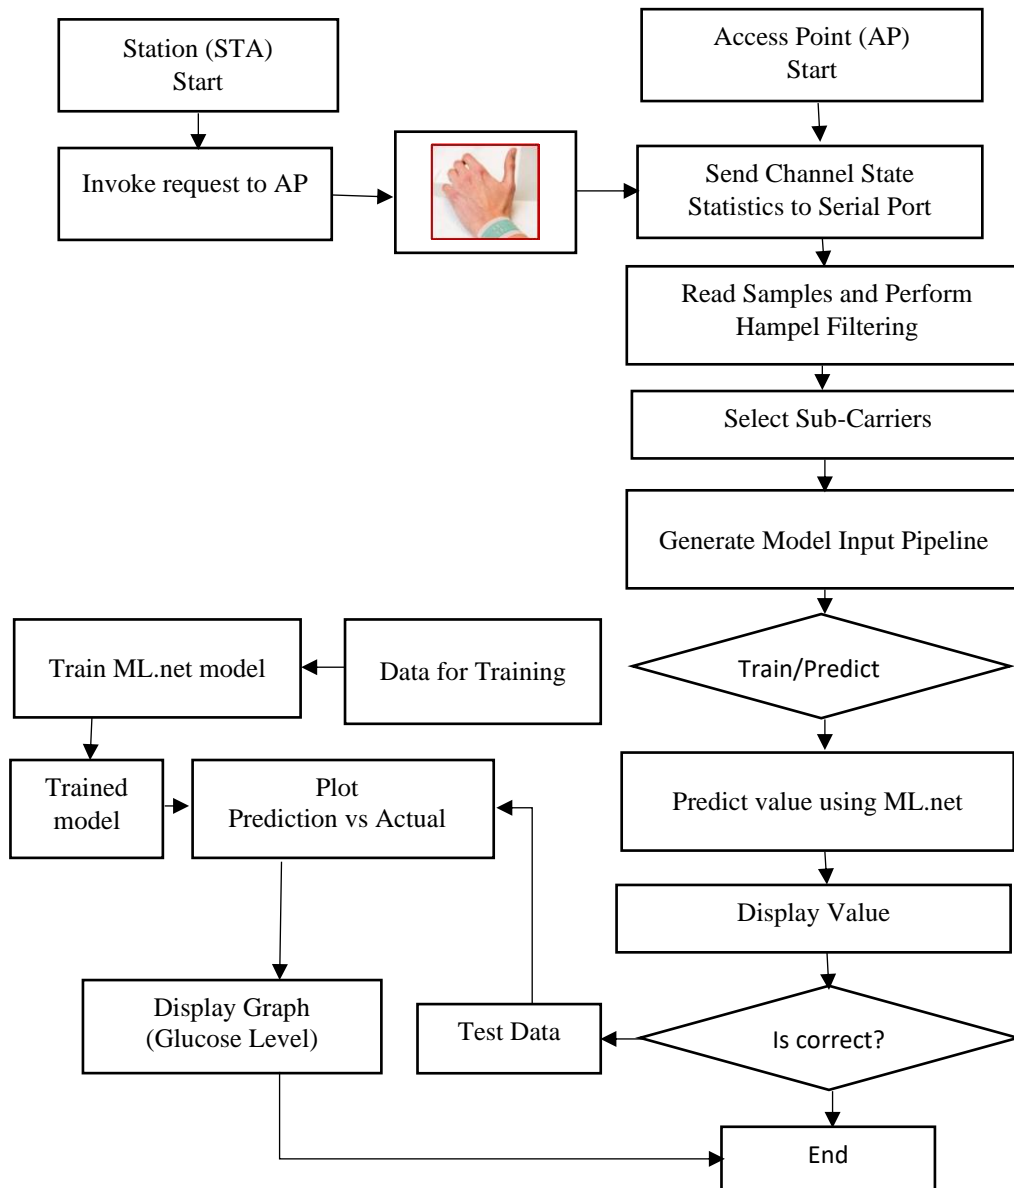 Station (STA)
Start
Access Point (AP)
Start
Invoke request to AP
Send Channel State
Statistics to Serial Port
Read Samples and Perform
Hampel Filtering
Select Sub-Carriers
Generate Model Input Pipeline
Train ML.net model
Data for Training
Train/Predict
Trained
model
Plot
Prediction vs Actual
Predict value using ML.net
Display Value
Display Graph
(Glucose Level)
Test Data
Is correct?
End